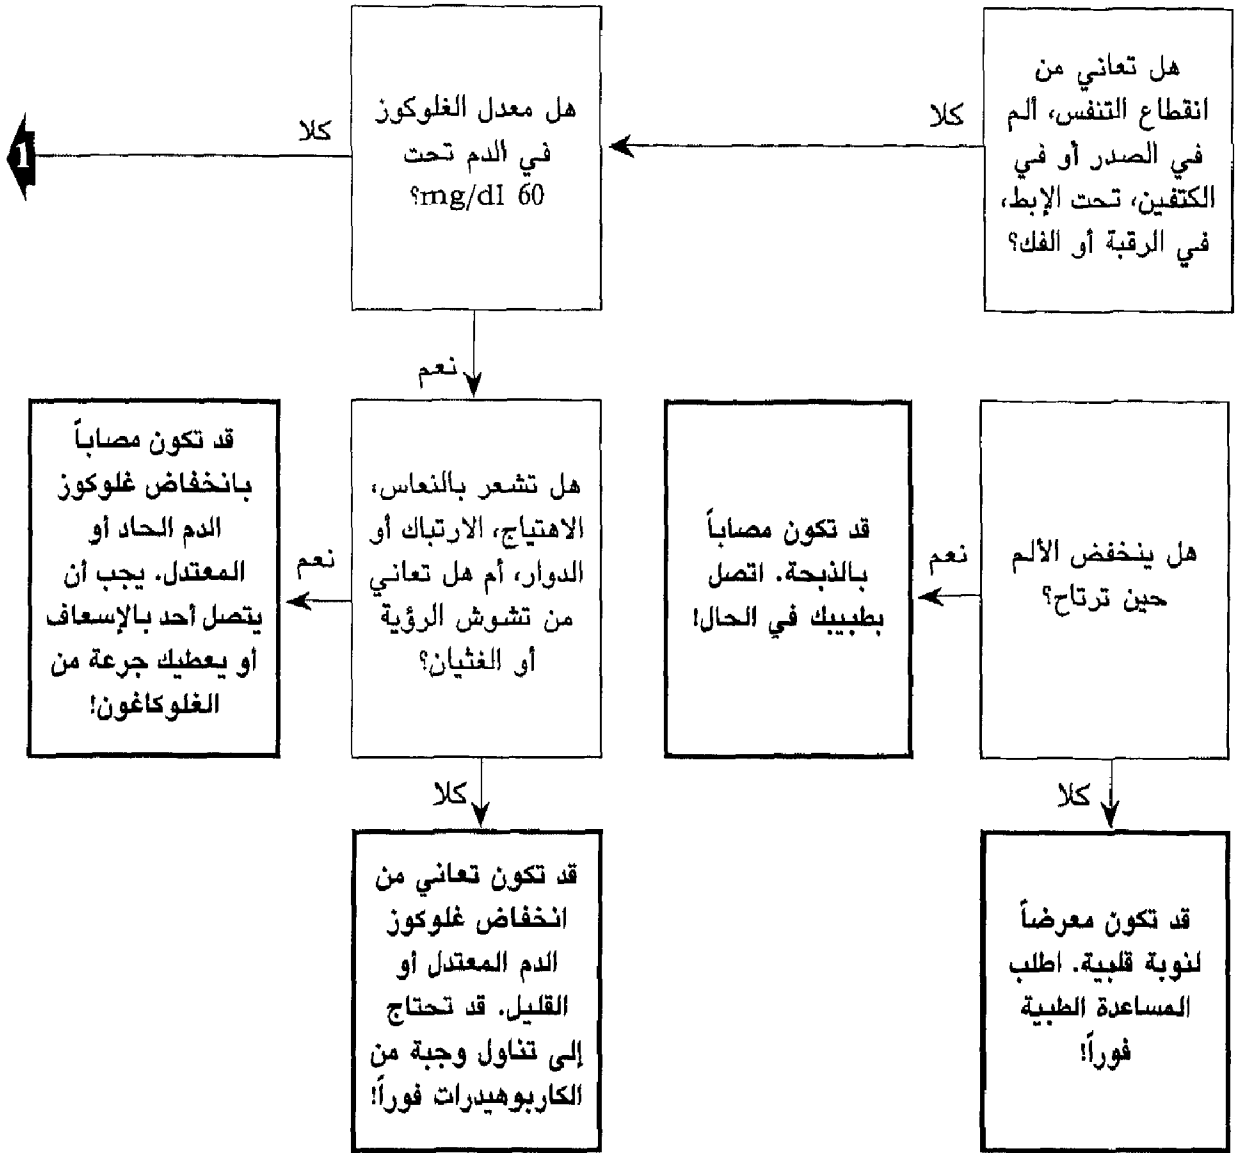 هل تعاني من
انقطاع التنفس، ألم
في الصدر أو في
الكتفين، تحت الإبط،
في الرقبة أو الفك؟
كلا
هل معدل الغلوكوز
في الدم تحت
60 mg/dl؟
كلا
1
نعم
هل ينخفض الألم
حين ترتاح؟
نعم
قد تكون مصاباً
بالذبحة. اتصل
بطبيبك في الحال!
هل تشعر بالنعاس،
الاهتياج، الارتباك أو
الدوار، أم هل تعاني
من تشوش الرؤية
أو الغثيان؟
نعم
قد تكون مصاباً
بانخفاض غلوكوز
الدم الحاد أو
المعتدل. يجب أن
يتصل أحد بالإسعاف
أو يعطيك جرعة من
الغلوكاغون!
كلا
كلا
قد تكون معرضاً
لنوبة قلبية. اطلب
المساعدة الطبية
فوراً!
قد تكون تعاني من
انخفاض غلوكوز
الدم المعتدل أو
القليل. قد تحتاج
إلى تناول وجبة من
الكاربوهيدرات فوراً!